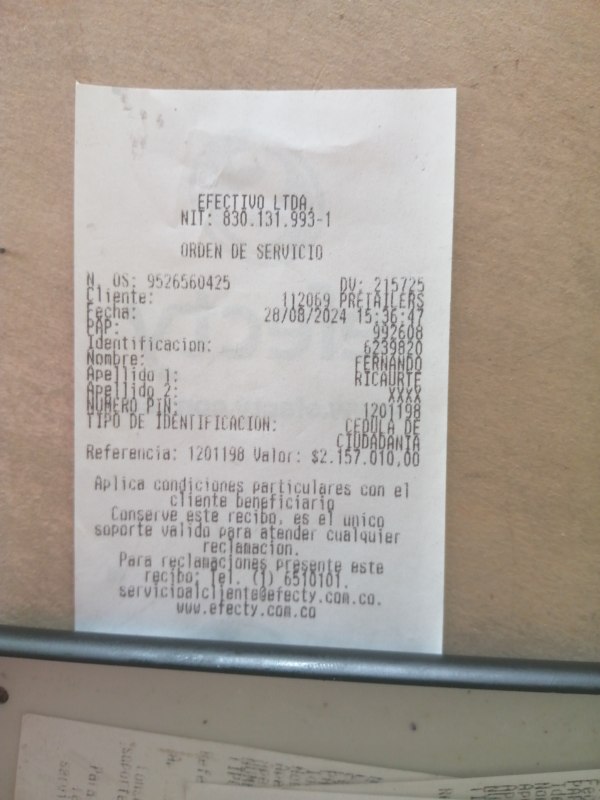 EFECTIVO LTDA.
NIT: 830.131.993-1
ORDEN DE SERVICIO
N. OS: 9526560425 DV: 215725
Cliente: 112069 PRETAILERS
Fecha: 28/08/2024 15:36:47
PAP: 992608
Identificacion: 6239820
Nombre: FERNANDO
Apellido 1: RICAURTE
Apellido 2: XXXX
NUMERO PIN: 1201198
TIPO DE IDENTIFICACION: CEDULA DE
CIUDADANIA
Referencia: 1201198 Valor: $2.157.010,00
Aplica condiciones particulares con el
cliente beneficiario
Conserve este recibo, es el unico
soporte valido para atender cualquier
reclamacion.
Para reclamaciones presente este
recibo; Tel. (1) 6510101.
servicioalcliente@efecty.com.co.
www.efecty.com.co